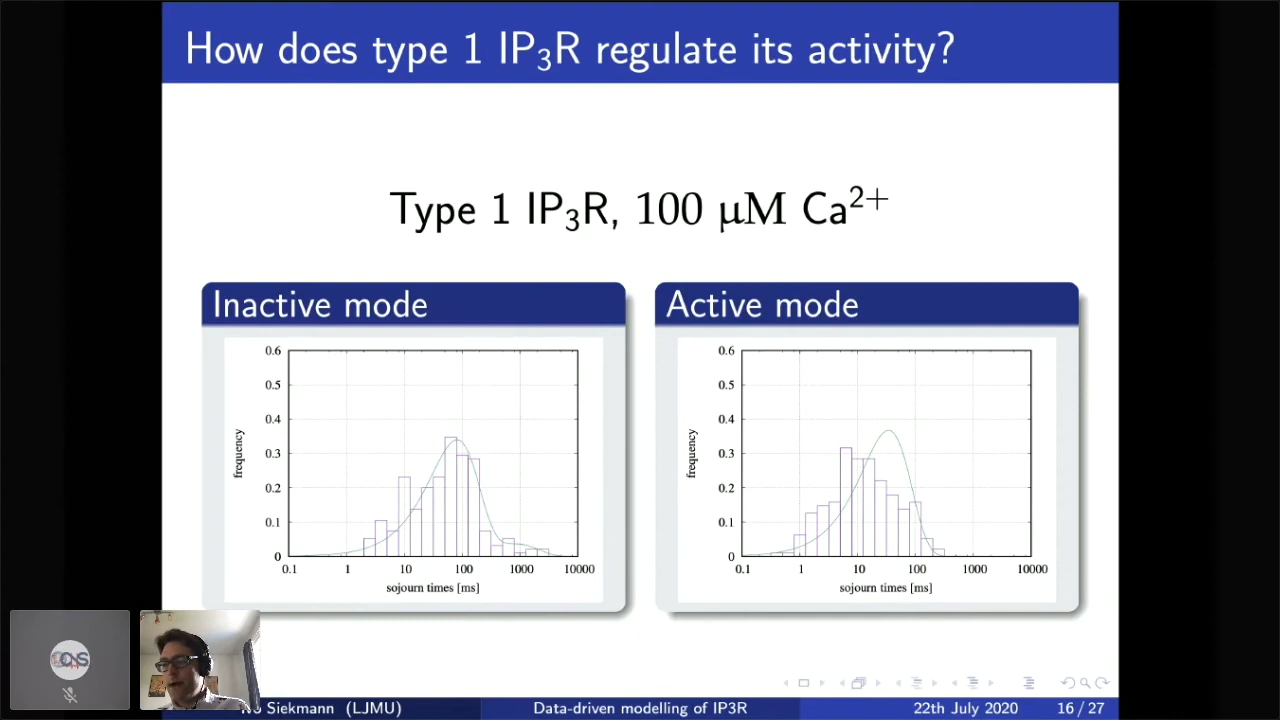 How does type 1 IP₃R regulate its activity?
Type 1 IP₃R, 100 µM Ca²⁺
Inactive mode
0.6
0.5
0.4
0.3
0.2
0.1
0
frequency
0.1 1 10 100 1000 10000
sojourn times [ms]
Active mode
0.6
0.5
0.4
0.3
0.2
0.1
0
frequency
0.1 1 10 100 1000 10000
sojourn times [ms]
Siekmann (LJMU) Data-driven modelling of IP3R 22th July 2020 16 / 27